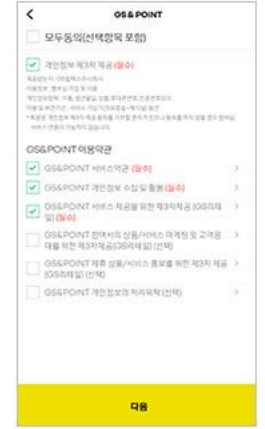 GS & POINT
모두동의(선택항목 포함)
개인정보 제3자 제공 (필수)
GS&POINT 이용약관
GS&POINT 서비스약관 (필수)
GS&POINT 개인정보 수집 및 활용 (필수)
GS&POINT 서비스 제공을 위한 제3자제공 (GS리테
일) (필수)
GS&POINT 참여사의 상품/서비스 마케팅 및 고객응
대를 위한 제3자제공(GS리테일) (선택)
GS&POINT 제휴 상품/서비스 홍보를 위한 제3자 제공
(GS리테일) (선택)
GS&POINT 개인정보의 처리위탁 (선택)
다음